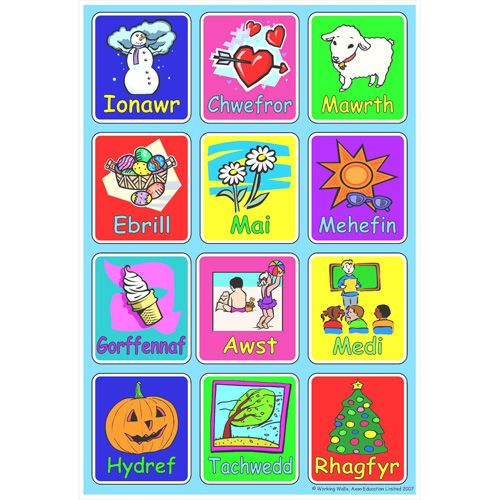 Ionawr
Chwefror
Mawrth
Ebrill
Mai
Mehefin
Gorffennaf
Awst
Medi
Hydref
Tachwedd
Rhagfyr
© Working Walls, Axon Education Limited 2007